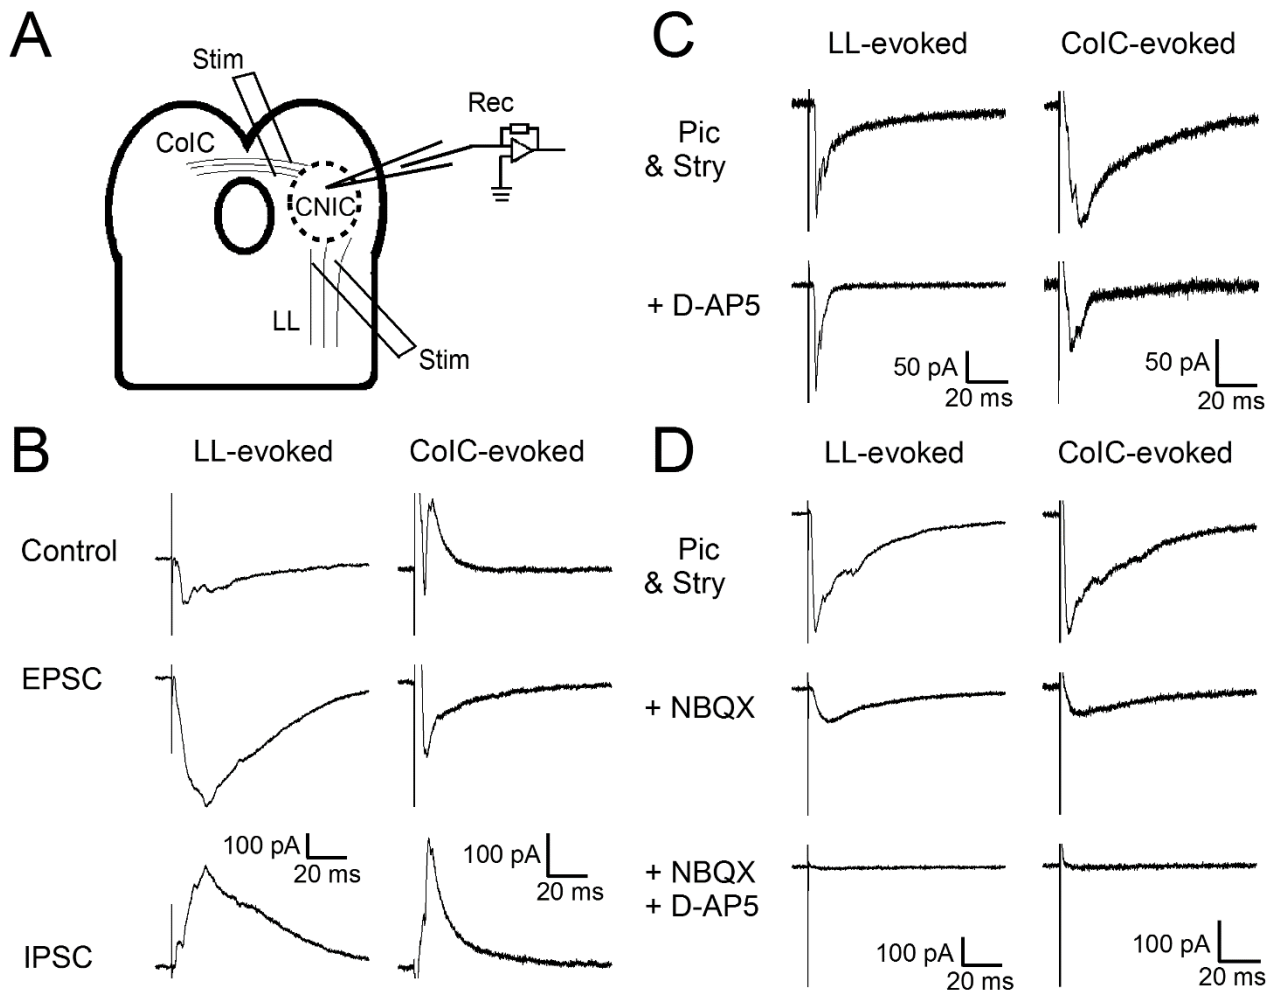 A
Stim
Rec
CoIC
CNIC
LL
Stim
B
LL-evoked
CoIC-evoked
Control
EPSC
100 pA
20 ms
100 pA
20 ms
IPSC
C
LL-evoked
CoIC-evoked
Pic
& Stry
+ D-AP5
50 pA
20 ms
50 pA
20 ms
D
LL-evoked
CoIC-evoked
Pic
& Stry
+ NBQX
+ NBQX
+ D-AP5
100 pA
20 ms
100 pA
20 ms